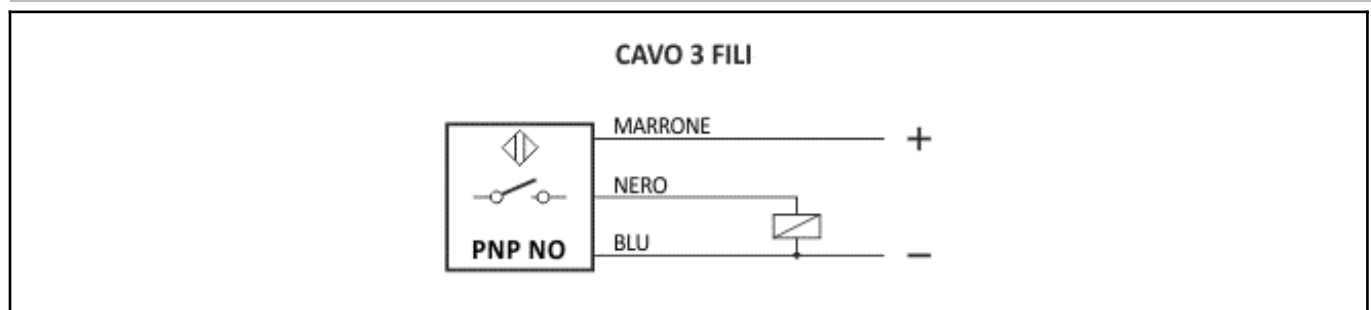 CAVO 3 FILI
MARRONE
+
NERO
PNP NO
BLU
−